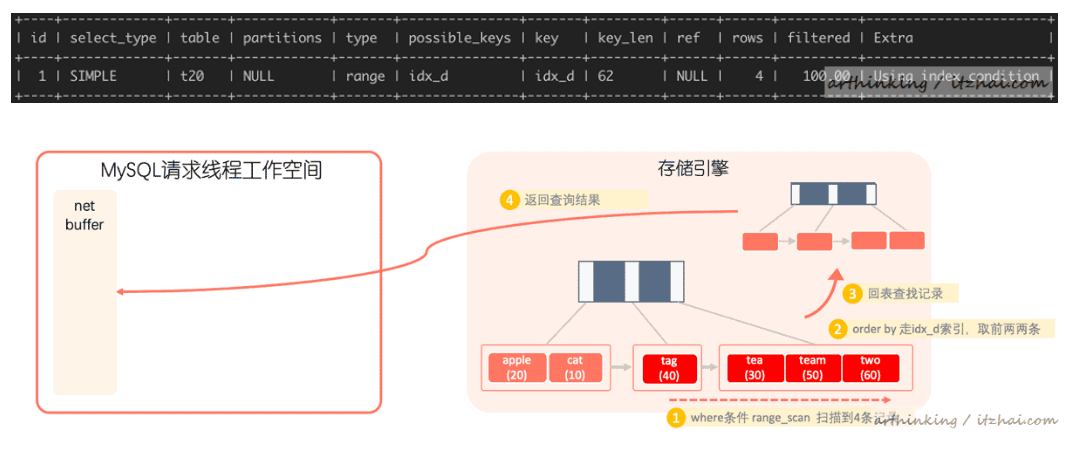 | id | select_type | table | partitions | type | possible_keys | key | key_len | ref | rows | filtered | Extra |
| 1 | SIMPLE | t20 | NULL | range | idx_d | idx_d | 62 | NULL | 4 | 100.00 | Using index condition |
arthinking / itzhai.com
MySQL请求线程工作空间
net
buffer
存储引擎
4 返回查询结果
3 回表查找记录
2 order by 走idx_d索引，取前两两条
apple
(20)
cat
(10)
tag
(40)
tea
(30)
team
(50)
two
(60)
1 where条件 range_scan 扫描到4条记录
arthinking / itzhai.com